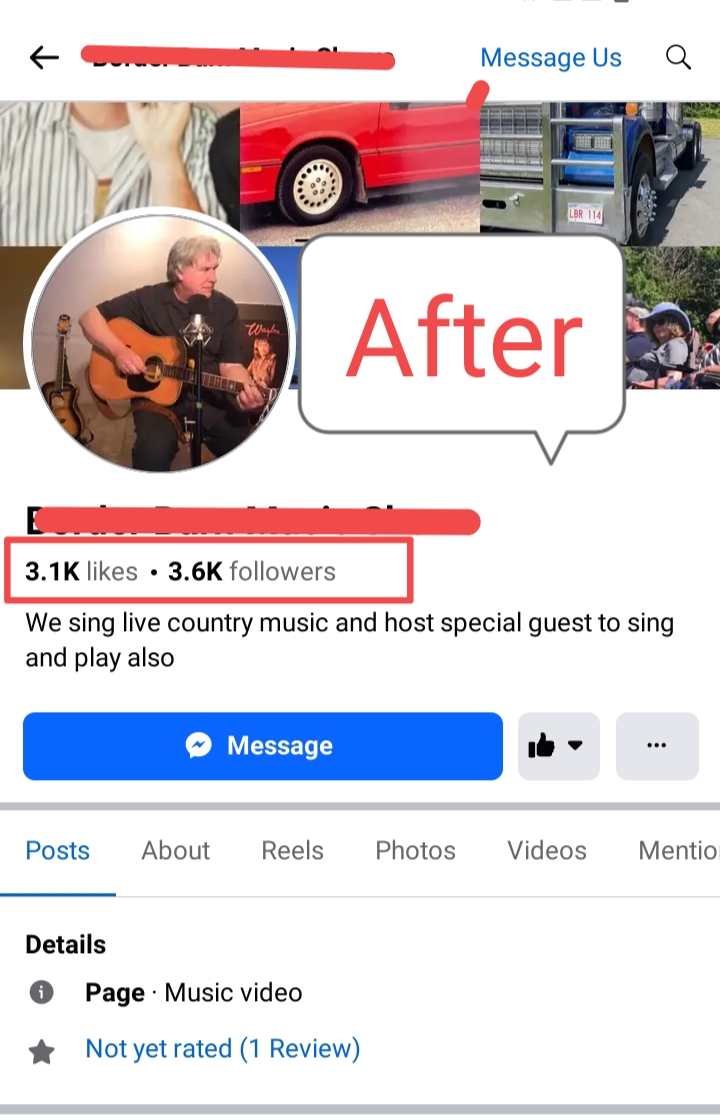 Message Us
LBR 114
Waylon
After
3.1K likes • 3.6K followers
We sing live country music and host special guest to sing
and play also
Message
...
Posts About Reels Photos Videos Mentio
Details
Page · Music video
Not yet rated (1 Review)